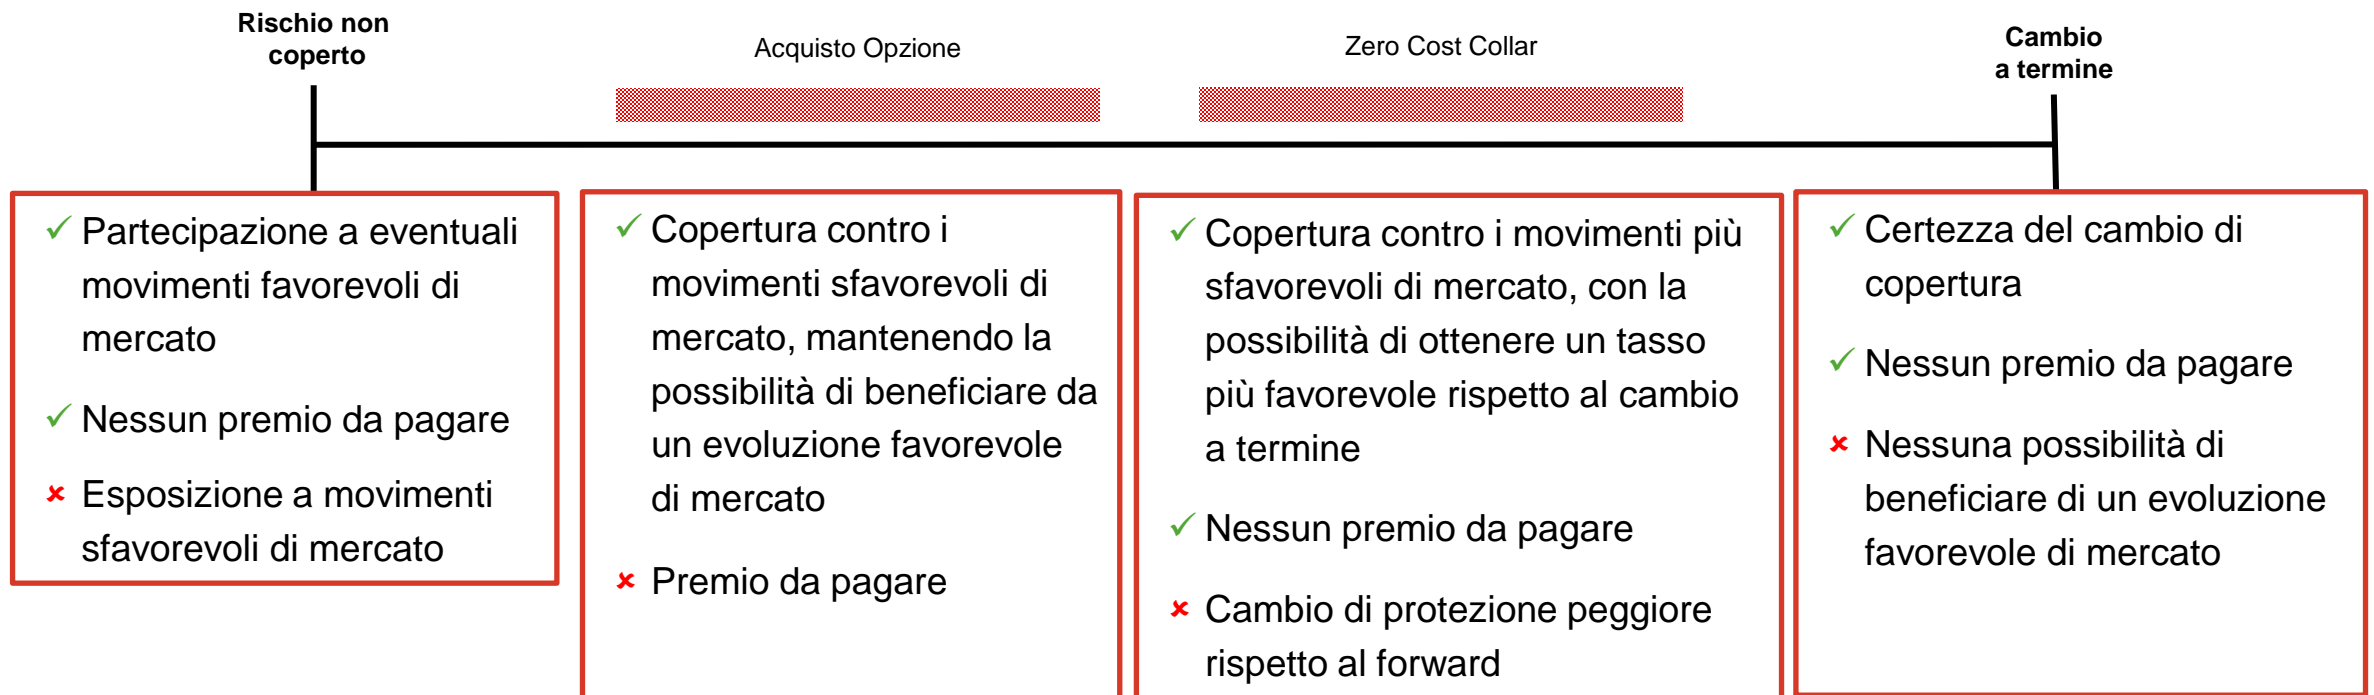 Rischio non
coperto
Acquisto Opzione
Zero Cost Collar
Cambio
a termine
✓ Partecipazione a eventuali
movimenti favorevoli di
mercato
✓ Nessun premio da pagare
× Esposizione a movimenti
sfavorevoli di mercato
✓ Copertura contro i
movimenti sfavorevoli di
mercato, mantenendo la
possibilità di beneficiare da
un evoluzione favorevole
di mercato
× Premio da pagare
✓ Copertura contro i movimenti più
sfavorevoli di mercato, con la
possibilità di ottenere un tasso
più favorevole rispetto al cambio
a termine
✓ Nessun premio da pagare
× Cambio di protezione peggiore
rispetto al forward
✓ Certezza del cambio di
copertura
✓ Nessun premio da pagare
× Nessuna possibilità di
beneficiare di un evoluzione
favorevole di mercato